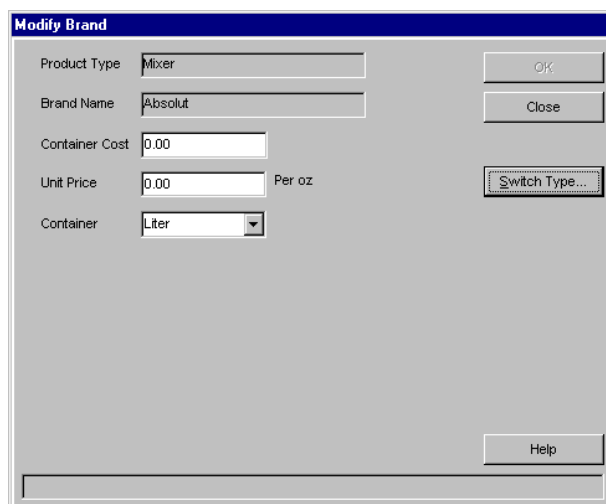 Modify Brand
Product Type Mixer OK
Brand Name Absolut Close
Container Cost 0.00
Unit Price 0.00 Per oz Switch Type...
Container Liter
Help